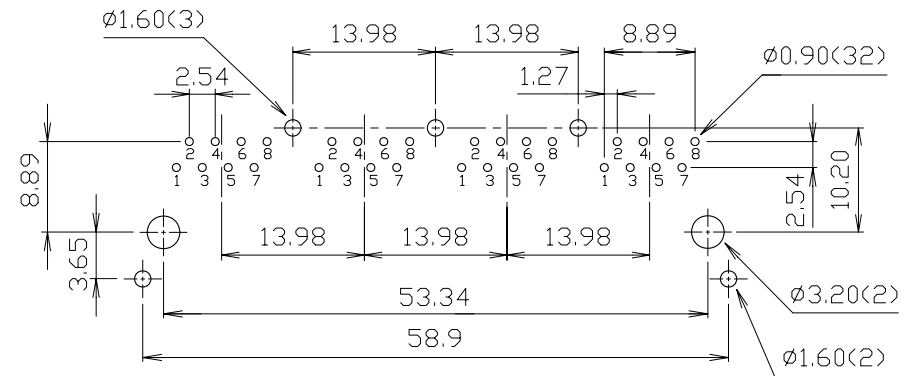 Ø1.60(3)
13.98 13.98 8.89
2.54 1.27 Ø0.90(32)
2 4 6 8 2 4 6 8 2 4 6 8 2 4 6 8
1 3 5 7 1 3 5 7 1 3 5 7 1 3 5 7
8.89 2.54 10.20
13.98 13.98 13.98
3.65
53.34 Ø3.20(2)
58.9
Ø1.60(2)